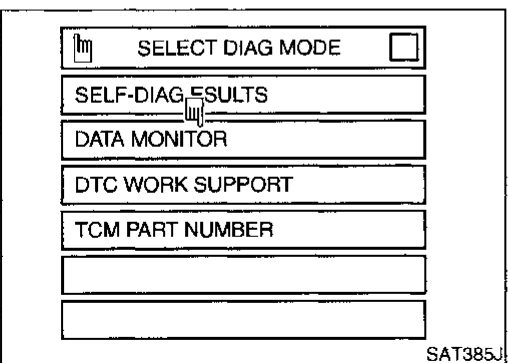 SELECT DIAG MODE
SELF-DIAG ESULTS
DATA MONITOR
DTC WORK SUPPORT
TCM PART NUMBER
SAT385J